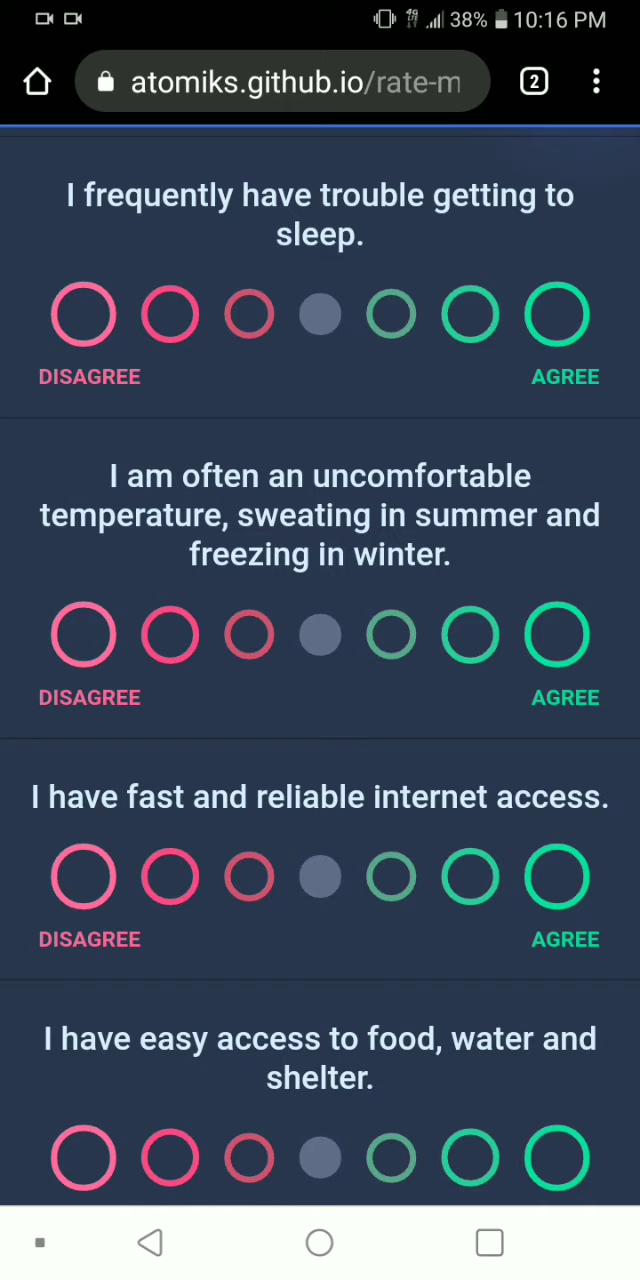 38% 10:16 PM
atomiks.github.io/rate-m
2
I frequently have trouble getting to
sleep.
DISAGREE AGREE
I am often an uncomfortable
temperature, sweating in summer and
freezing in winter.
DISAGREE AGREE
I have fast and reliable internet access.
DISAGREE AGREE
I have easy access to food, water and
shelter.